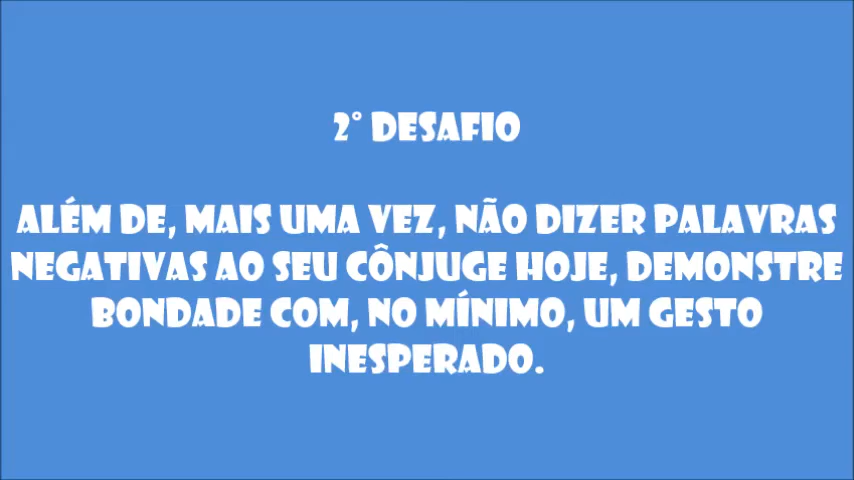 2° DESAFIO
ALÉM DE, MAIS UMA VEZ, NÃO DIZER PALAVRAS
NEGATIVAS AO SEU CÔNJUGE HOJE, DEMONSTRE
BONDADE COM, NO MÍNIMO, UM GESTO
INESPERADO.